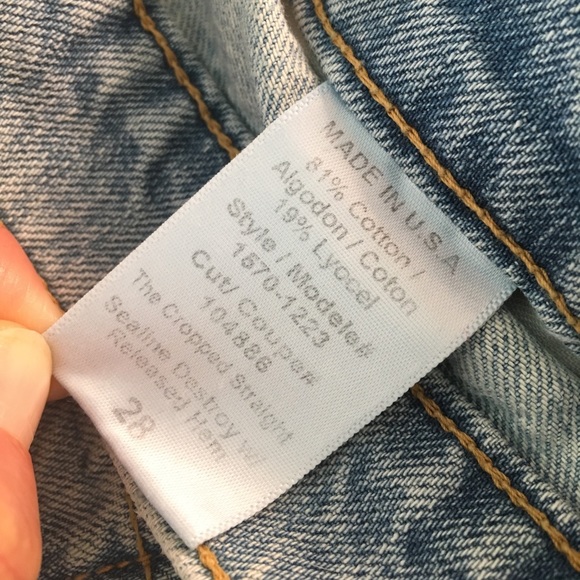 MADE IN U.S.A
81% Cotton /
Algodon / Coton
19% Lyocel
Style / Modele#
1570-1223
Cut/ Coupe#
104886
The Cropped Straight
Sealine Destroy W/
Released Hem
28